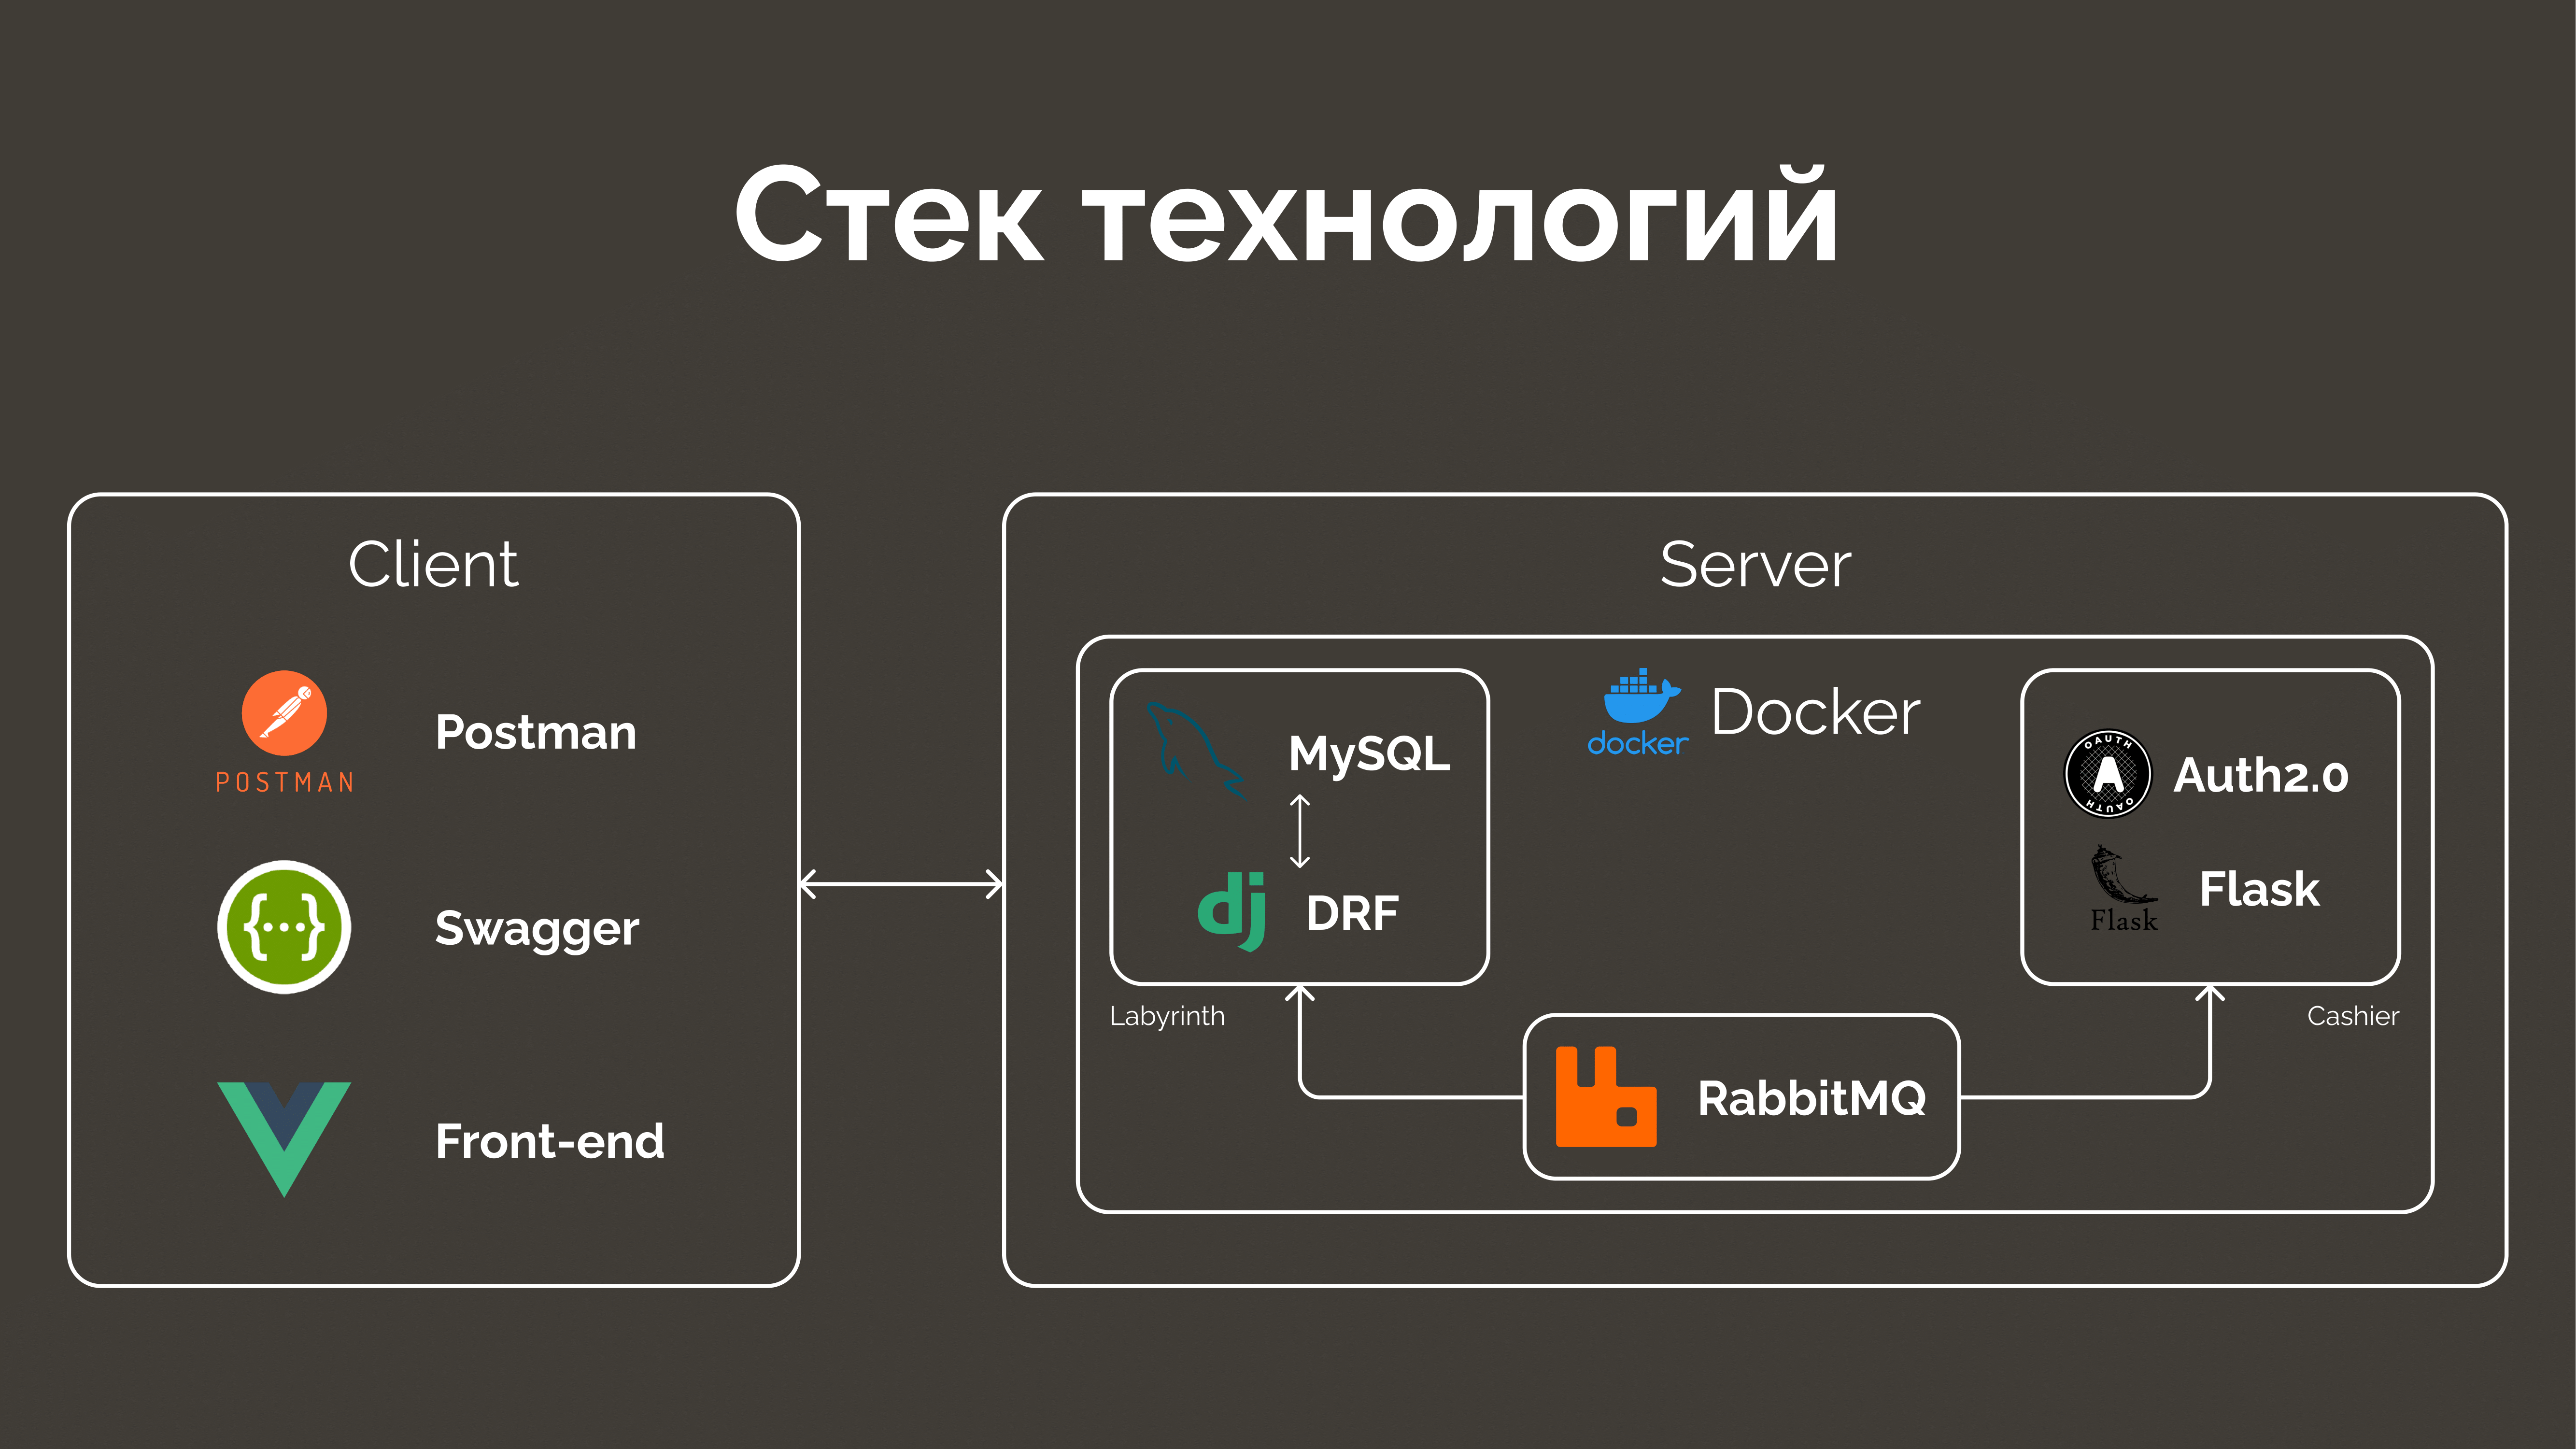 Стек технологий
Client
POSTMAN
Postman
Swagger
Front-end
Server
docker
Docker
MySQL
DRF
Labyrinth
OAUTH
OAUTH
Auth2.0
Flask
Flask
Cashier
RabbitMQ